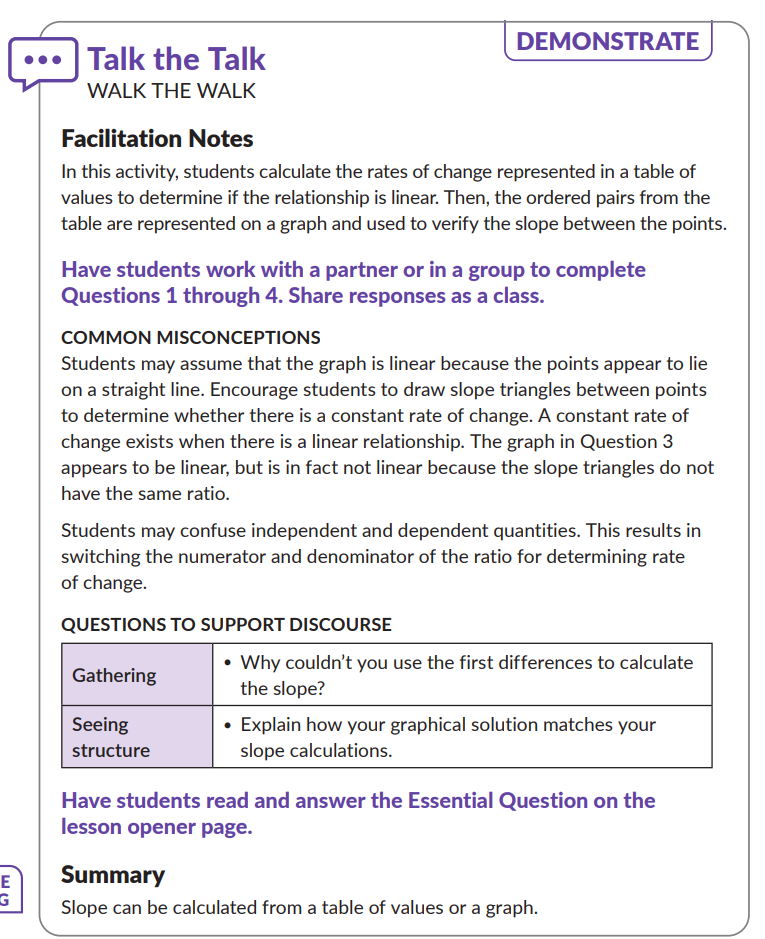 DEMONSTRATE
Talk the Talk
WALK THE WALK
Facilitation Notes
In this activity, students calculate the rates of change represented in a table of
values to determine if the relationship is linear. Then, the ordered pairs from the
table are represented on a graph and used to verify the slope between the points.
Have students work with a partner or in a group to complete
Questions 1 through 4. Share responses as a class.
COMMON MISCONCEPTIONS
Students may assume that the graph is linear because the points appear to lie
on a straight line. Encourage students to draw slope triangles between points
to determine whether there is a constant rate of change. A constant rate of
change exists when there is a linear relationship. The graph in Question 3
appears to be linear, but is in fact not linear because the slope triangles do not
have the same ratio.
Students may confuse independent and dependent quantities. This results in
switching the numerator and denominator of the ratio for determining rate
of change.
QUESTIONS TO SUPPORT DISCOURSE
Gathering
• Why couldn't you use the first differences to calculate
the slope?
Seeing
structure
• Explain how your graphical solution matches your
slope calculations.
Have students read and answer the Essential Question on the
lesson opener page.
Summary
Slope can be calculated from a table of values or a graph.
E
G